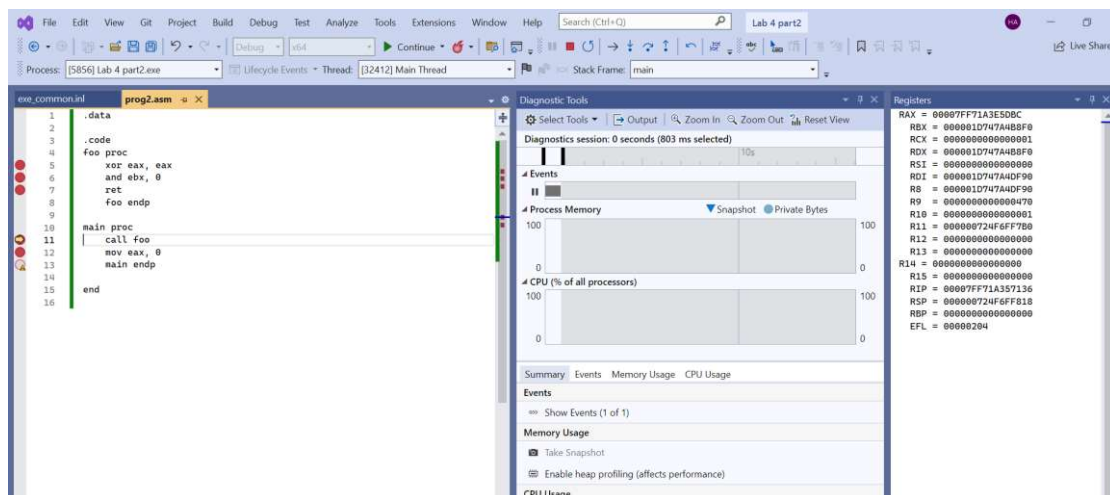 File Edit View Git Project Build Debug Test Analyze Tools Extensions Window Help Search (Ctrl+Q) Lab 4 part2 HA
Debug x64 Continue Live Share
Process: [5856] Lab 4 part2.exe Lifecycle Events Thread: [32412] Main Thread Stack Frame: main
exe_common.inl prog2.asm
1 .data
2
3 .code
4 foo proc
5 xor eax, eax
6 and ebx, 0
7 ret
8 foo endp
9
10 main proc
11 call foo
12 mov eax, 0
13 main endp
14
15 end
16
Diagnostic Tools
Select Tools Output Zoom In Zoom Out Reset View
Diagnostics session: 0 seconds (803 ms selected)
10s
Events
Process Memory Snapshot Private Bytes
100 100
0 0
CPU (% of all processors)
100 100
0 0
Summary Events Memory Usage CPU Usage
Events
Show Events (1 of 1)
Memory Usage
Take Snapshot
Enable heap profiling (affects performance)
CPU Usage
Registers
RAX = 00007FF71A3E5DBC
RBX = 000001D747A4B8F0
RCX = 0000000000000001
RDX = 000001D747A4B8F0
RSI = 0000000000000000
RDI = 000001D747A4DF90
R8 = 000001D747A4DF90
R9 = 0000000000000470
R10 = 0000000000000001
R11 = 000000724F6FF7B0
R12 = 0000000000000000
R13 = 0000000000000000
R14 = 0000000000000000
R15 = 0000000000000000
RIP = 00007FF71A357136
RSP = 000000724F6FF818
RBP = 0000000000000000
EFL = 00000204